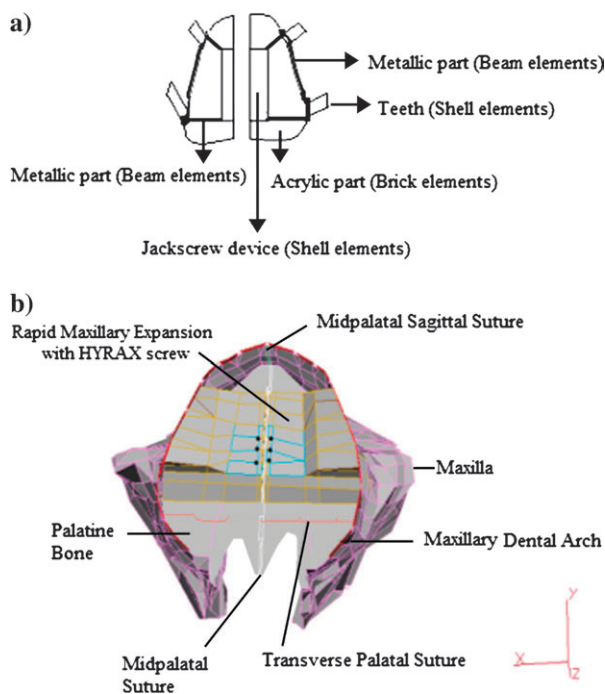 a)
Metallic part (Beam elements)
Teeth (Shell elements)
Metallic part (Beam elements)
Acrylic part (Brick elements)
Jackscrew device (Shell elements)
b)
Rapid Maxillary Expansion
with HYRAX screw
Midpalatal Sagittal Suture
Maxilla
Palatine
Bone
Maxillary Dental Arch
Midpalatal
Suture
Transverse Palatal Suture
Y
X
Z